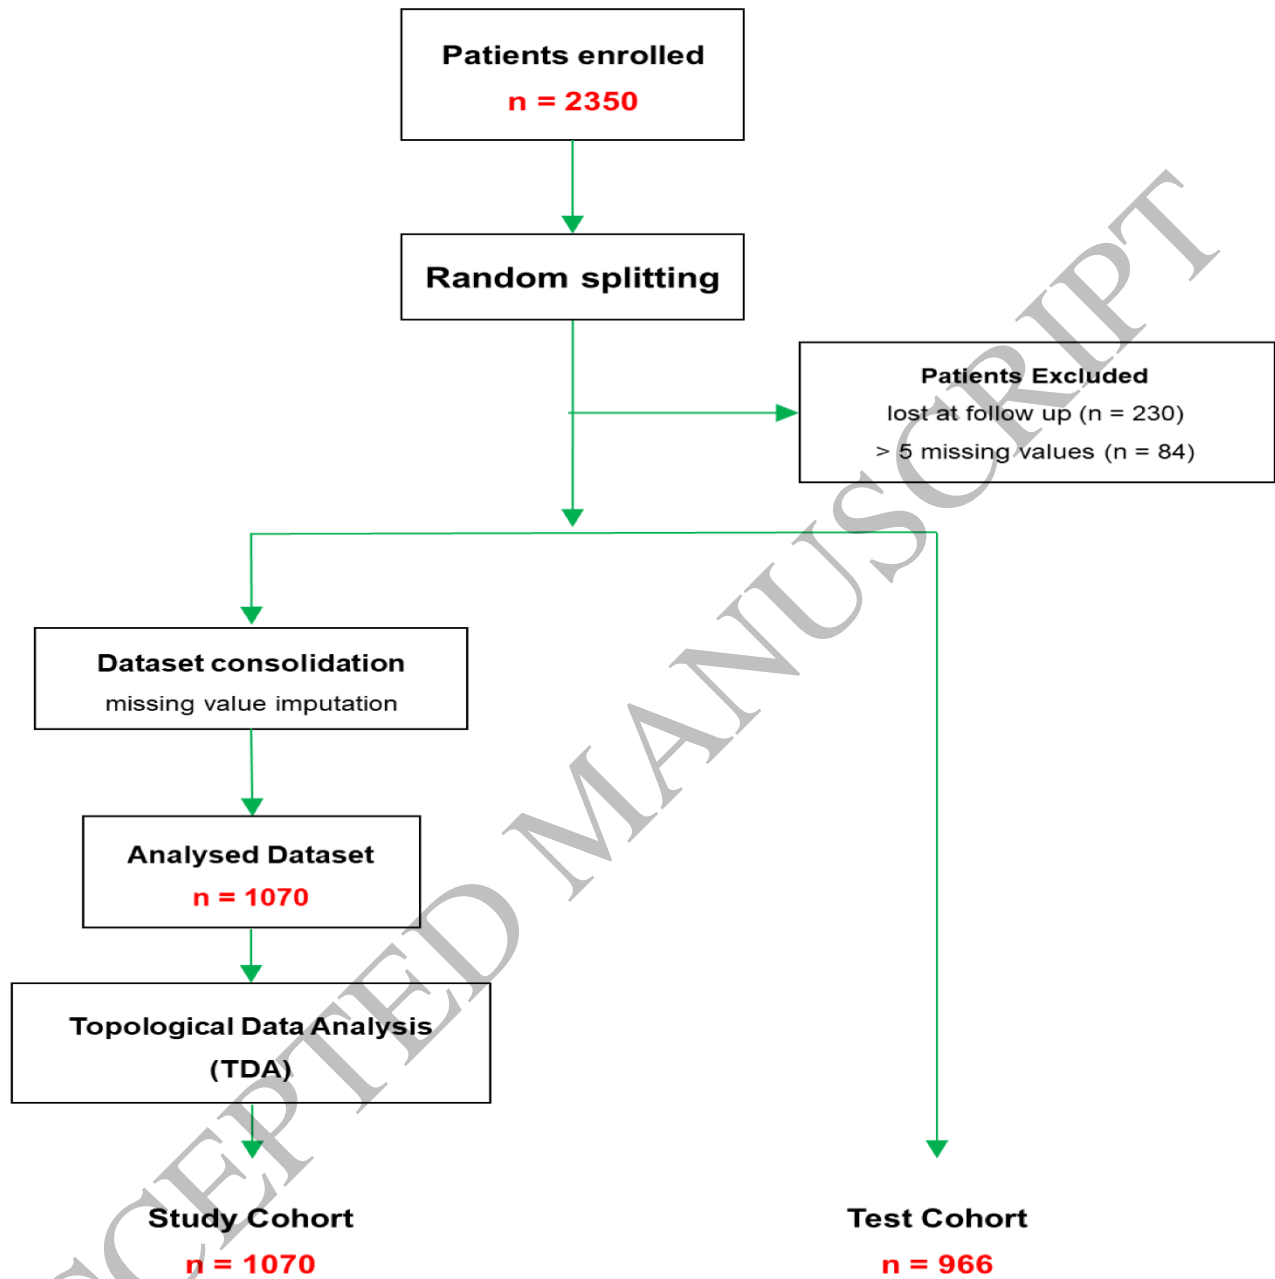 Patients enrolled
n = 2350
Random splitting
Patients Excluded
lost at follow up (n = 230)
> 5 missing values (n = 84)
Dataset consolidation
missing value imputation
Analysed Dataset
n = 1070
Topological Data Analysis
(TDA)
Study Cohort
n = 1070
Test Cohort
n = 966
CCEPTED MANUSCRIPT